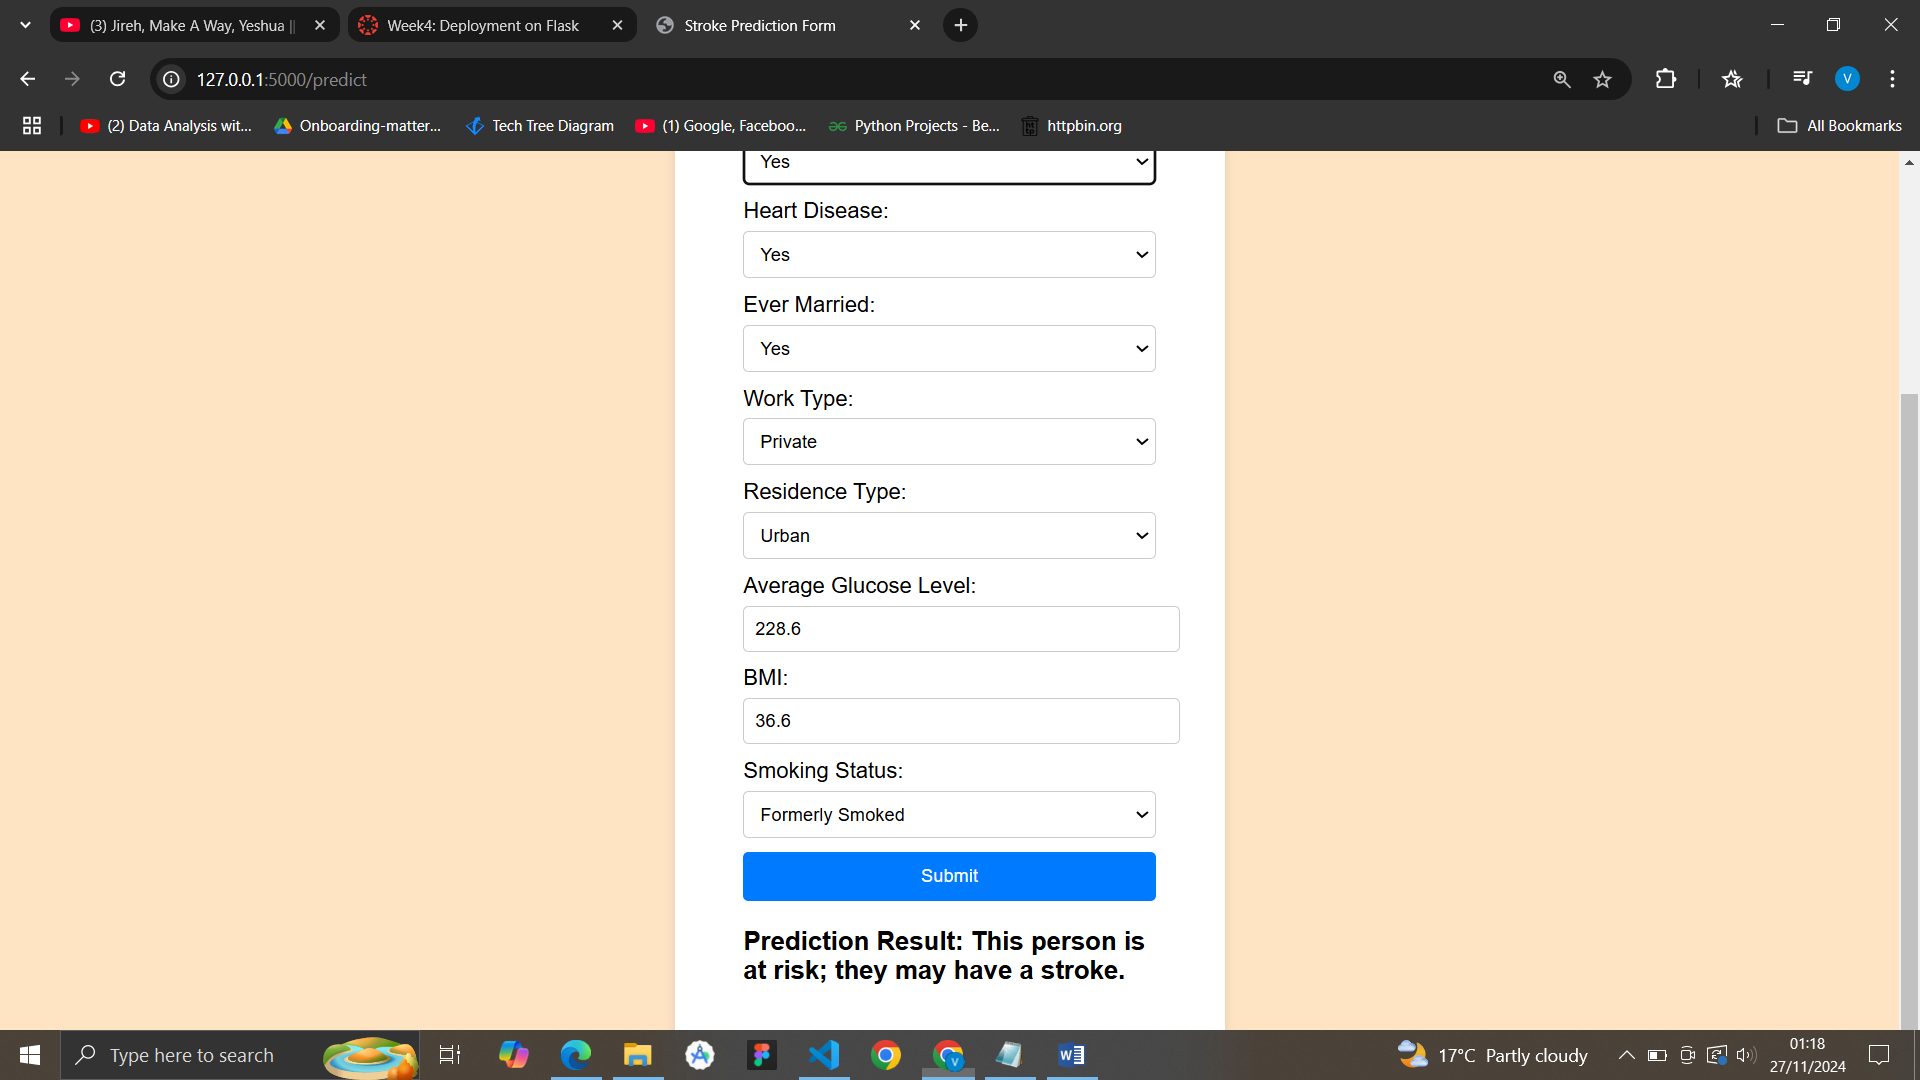 (3) Jireh, Make A Way, Yeshua ||
Week4: Deployment on Flask
Stroke Prediction Form
127.0.0.1:5000/predict
V
(2) Data Analysis wit...
Onboarding-matter...
Tech Tree Diagram
(1) Google, Faceboo...
Python Projects - Be...
httpbin.org
All Bookmarks
Yes
Heart Disease:
Yes
Ever Married:
Yes
Work Type:
Private
Residence Type:
Urban
Average Glucose Level:
228.6
BMI:
36.6
Smoking Status:
Formerly Smoked
Submit
Prediction Result: This person is
at risk; they may have a stroke.
Type here to search
17°C Partly cloudy
01:18
27/11/2024